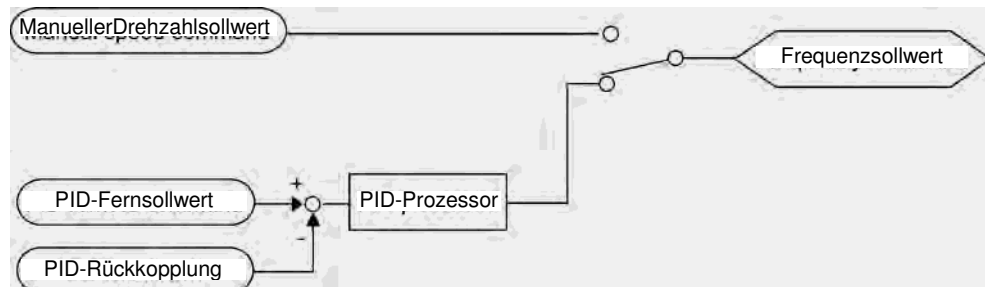 ManuellerDrehzahlsollwert
Frequenzsollwert
PID-Fernsollwert
+
PID-Prozessor
-
PID-Rückkopplung